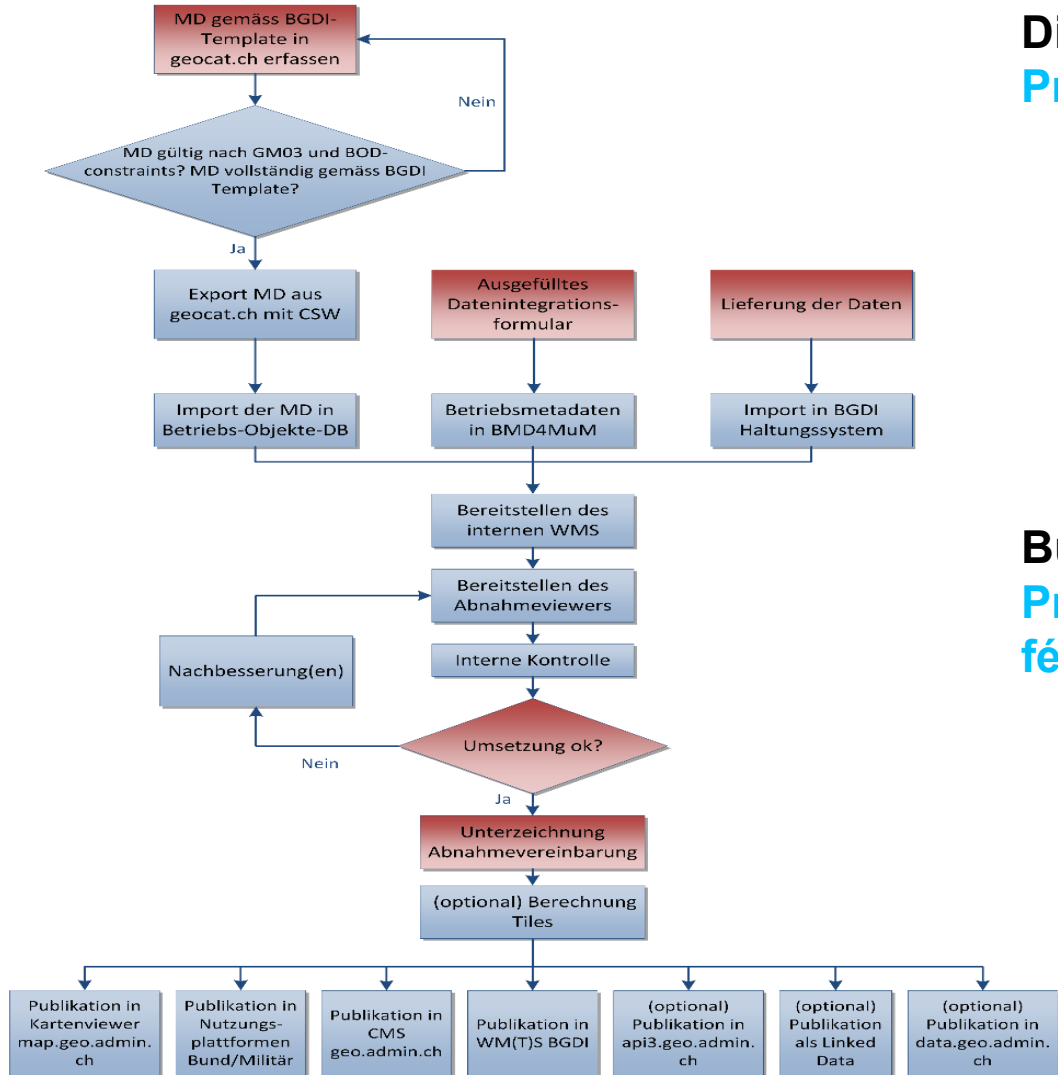 MD gemäss BGDI-
Template in
geocat.ch erfassen
Nein
MD gültig nach GM03 und BOD-
constraints? MD vollständig gemäss BGDI
Template?
Ja
Export MD aus
geocat.ch mit CSW
Ausgefülltes
Datenintegrations-
formular
Lieferung der Daten
Import der MD in
Betriebs-Objekte-DB
Betriebsmetadaten
in BMD4MuM
Import in BGDI
Haltungssystem
Bereitstellen des
internen WMS
Bereitstellen des
Abnahmeviewers
Nachbesserung(en)
Interne Kontrolle
Umsetzung ok?
Nein
Ja
Unterzeichnung
Abnahmevereinbarung
(optional) Berechnung
Tiles
Publikation in
Kartenviewer
map.geo.admin.
ch
Publikation in
Nutzungs-
plattformen
Bund/Militär
Publikation in
CMS
geo.admin.ch
Publikation in
WM(T)S BGDI
(optional)
Publikation in
api3.geo.admin.
ch
(optional)
Publikation
als Linked
Data
(optional)
Publikation in
data.geo.admin.
ch
Di
Pr
Bu
Pr
fé